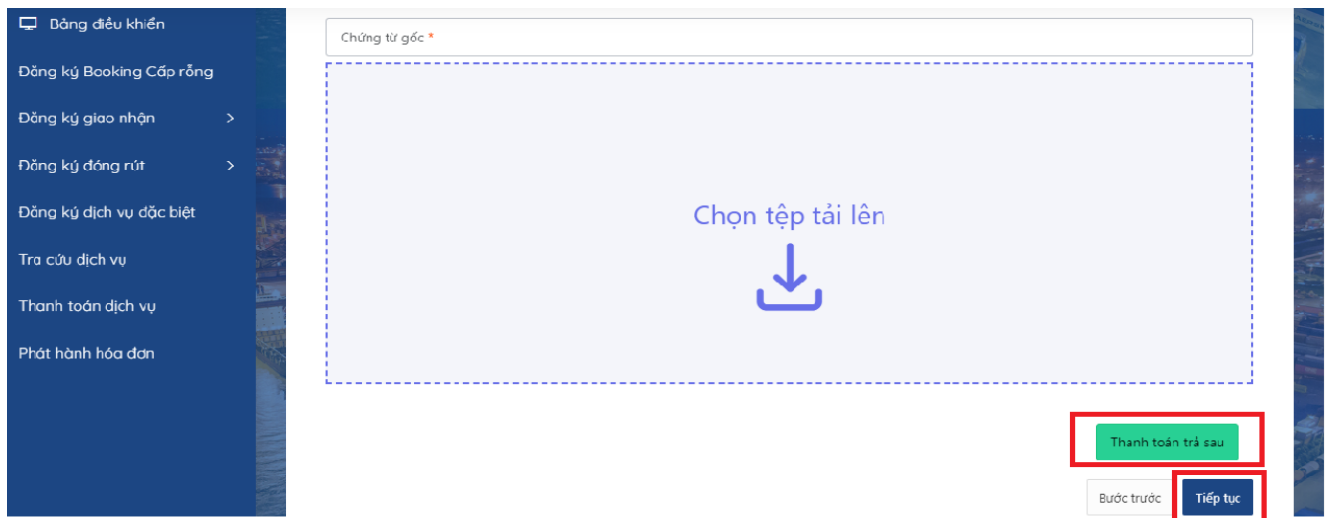 Bảng điều khiển
Đăng ký Booking Cấp rỗng
Đăng ký giao nhận
Đăng ký đóng rút
Đăng ký dịch vụ đặc biệt
Tra cứu dịch vụ
Thanh toán dịch vụ
Phát hành hóa đơn
Chứng từ gốc *
Chọn tệp tải lên
Thanh toán trả sau
Bước trước
Tiếp tục